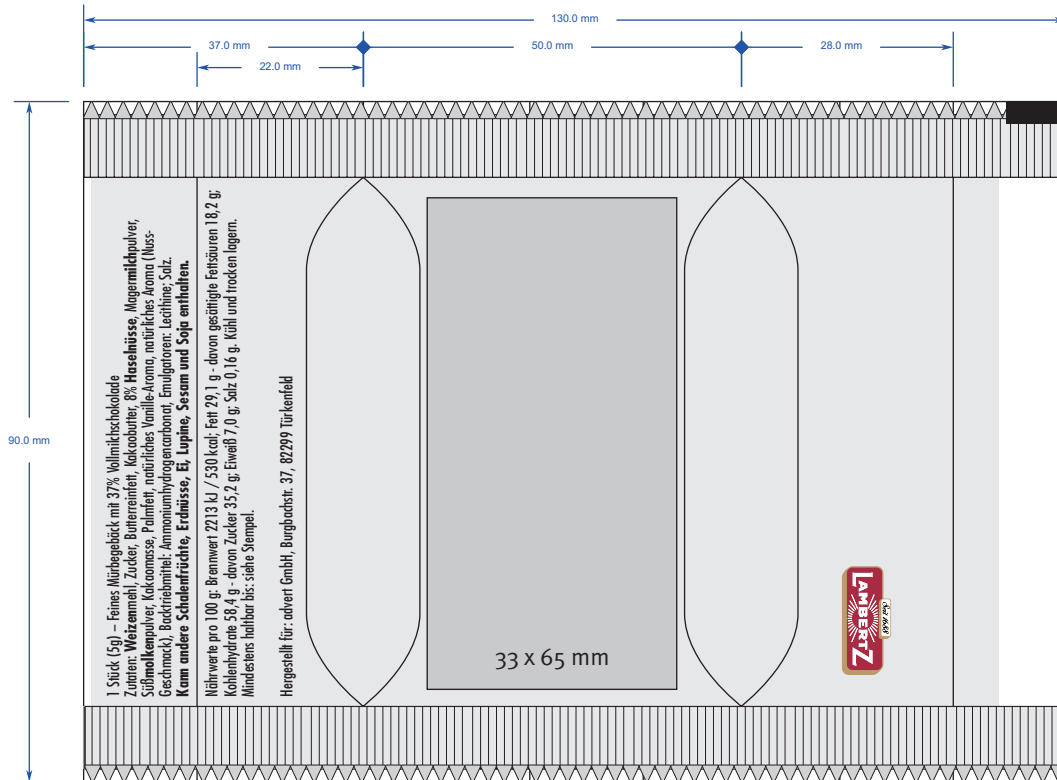 130.0 mm
37.0 mm
50.0 mm
28.0 mm
22.0 mm
90.0 mm
1 Stück (5g) – Feines Mürbegebäck mit 37% Vollmilchschokolade
Zutaten: Weizenmehl, Zucker, Butterreinfett, Kakaobutter, 8% Haselnüsse, Magermilchpulver,
Süßmolkenpulver, Kakaomasse, Palmfett, natürliches Vanille-Aroma, natürliches Aroma (Nuss-
Geschmack), Backtriebmittel: Ammoniumhydrogencarbonat, Emulgatoren: Lecithine; Salz.
Kann andere Schalenfrüchte, Erdnüsse, Ei, Lupine, Sesam und Soja enthalten.
Nährwerte pro 100 g: Brennwert 2213 kJ / 530 kcal; Fett 29,1 g - davon gesättigte Fettsäuren 18,2 g;
Kohlenhydrate 58,4 g - davon Zucker 35,2 g; Eiweiß 7,0 g; Salz 0,16 g. Kühl und trocken lagern.
Mindestens haltbar bis: siehe Stempel.
Hergestellt für: advert GmbH, Burgbachstr. 37, 82299 Türkenfeld
33 x 65 mm
LAMBERTZ
Seit 1688